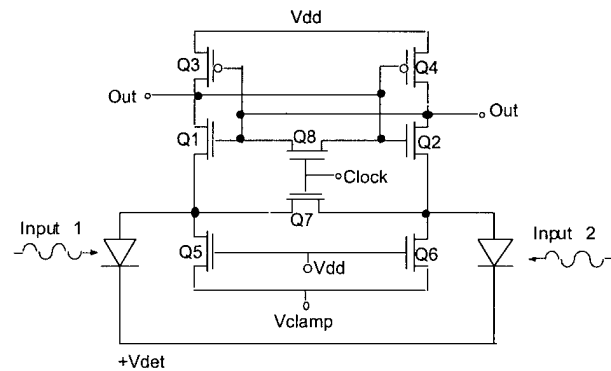 Vdd
Q3
Q4
Out
Out
Q1
Q8
Q2
Clock
Input 1
Q7
Input 2
Q5
Vdd
Q6
Vclamp
+Vdet